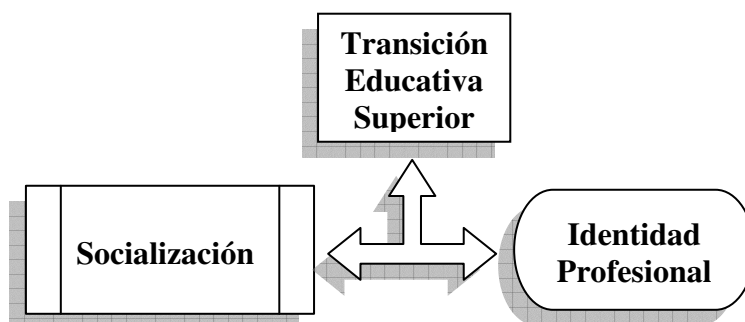 Transición
Educativa
Superior
Socialización
Identidad
Profesional